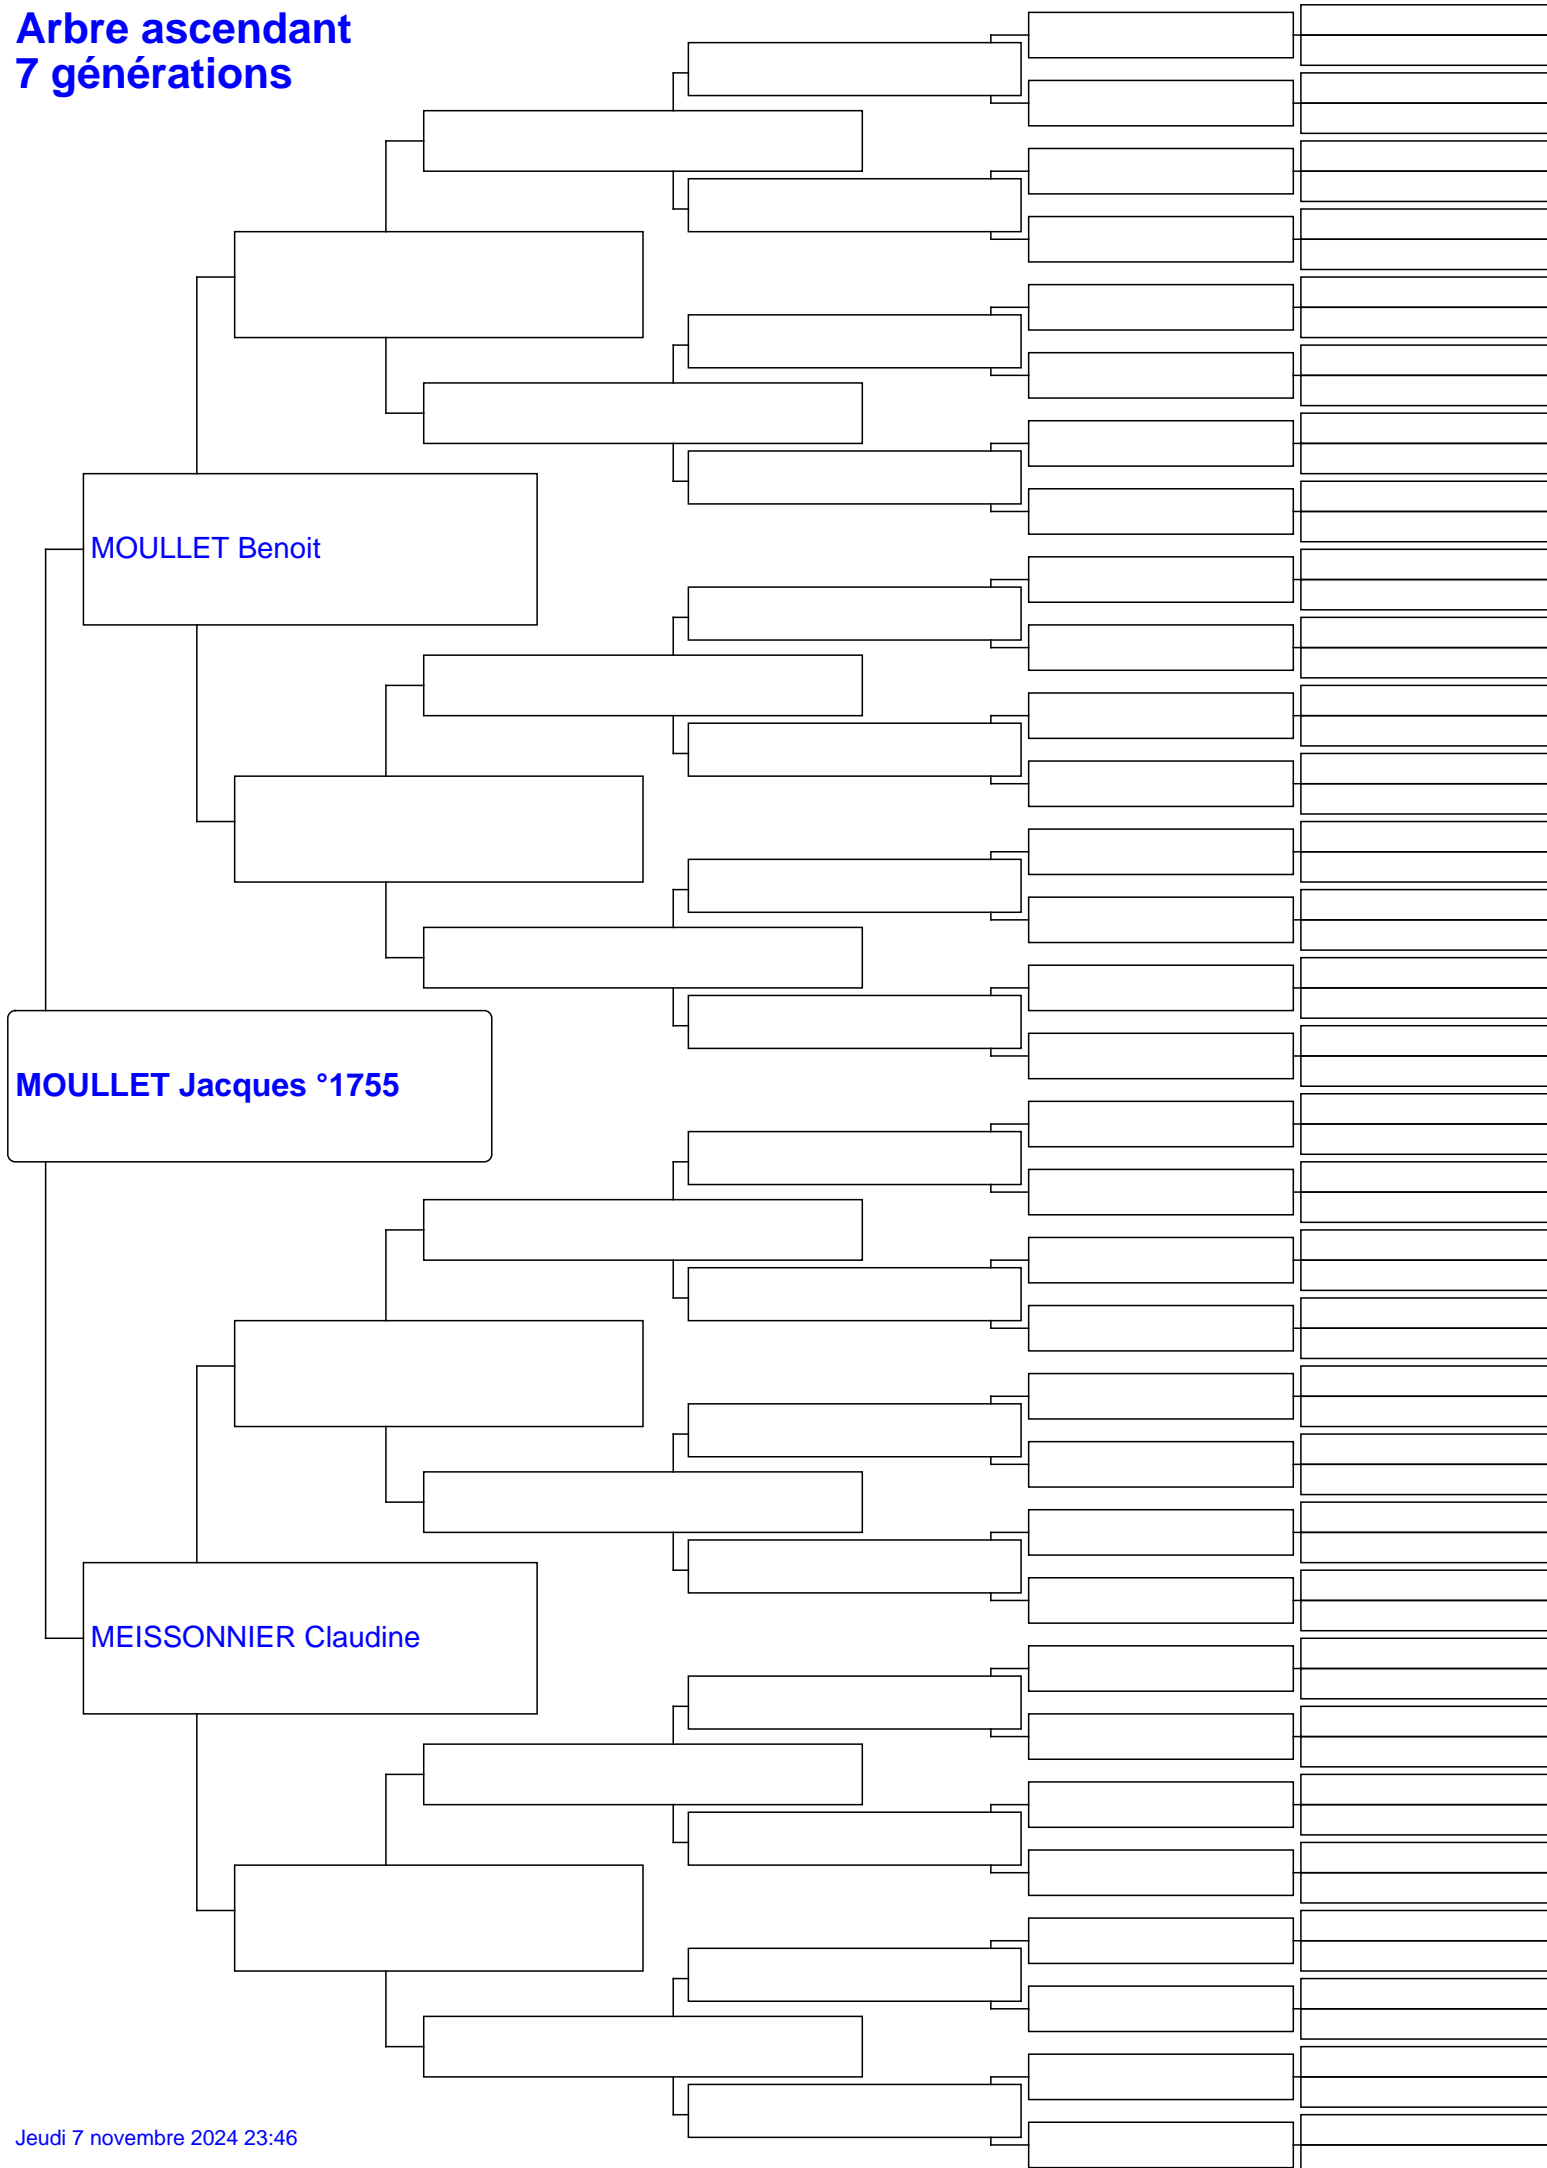 Arbre ascendant
7 générations
MOULLET Benoit
MOULLET Jacques °1755
MEISSONNIER Claudine
Jeudi 7 novembre 2024 23:46